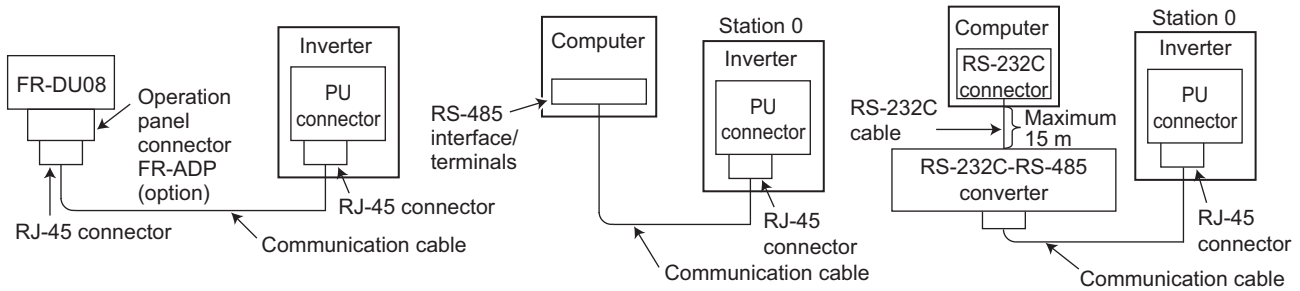 FR-DU08
Operation
panel
connector
FR-ADP
(option)
RJ-45 connector
Inverter
PU
connector
RJ-45 connector
Communication cable
Computer
RS-485
interface/
terminals
Station 0
Inverter
PU
connector
RJ-45
connector
Communication cable
Computer
RS-232C
connector
RS-232C
cable
Maximum
15 m
RS-232C-RS-485
converter
Station 0
Inverter
PU
connector
RJ-45
connector
Communication cable